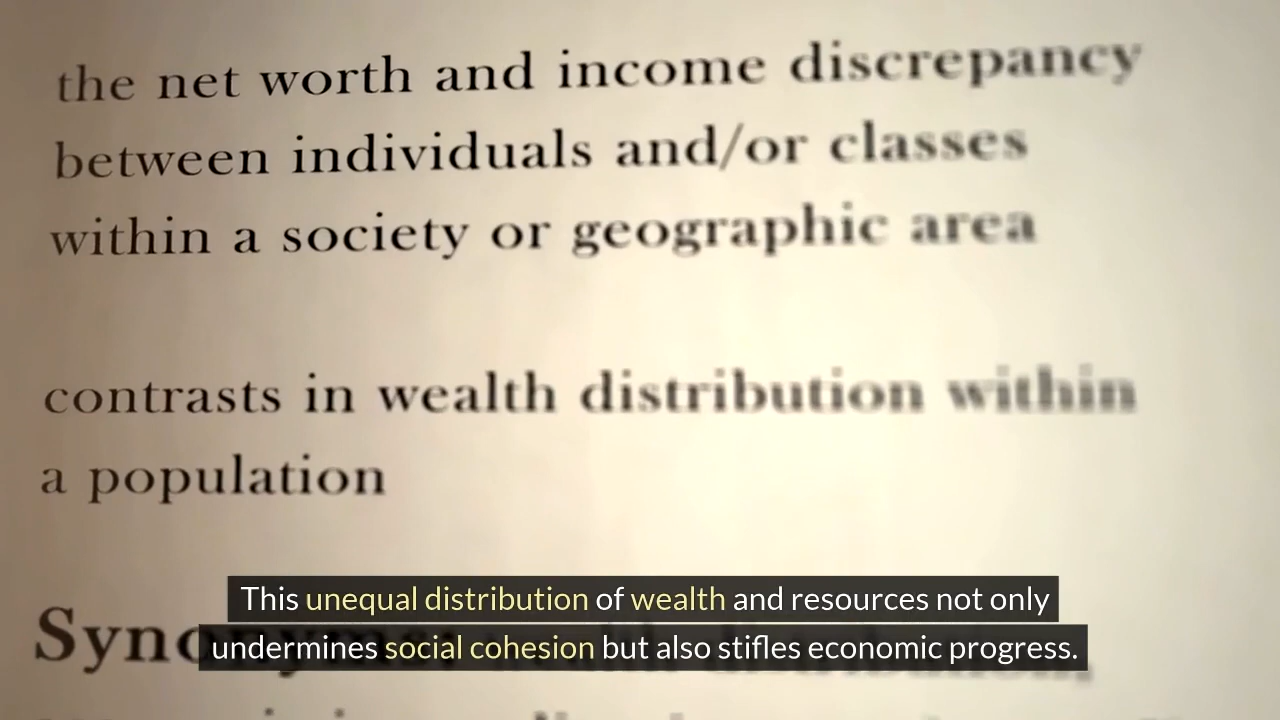 the net worth and income discrepancy
between individuals and/or classes
within a society or geographic area
contrasts in wealth distribution within
a population
This unequal distribution of wealth and resources not only
undermines social cohesion but also stifles economic progress.